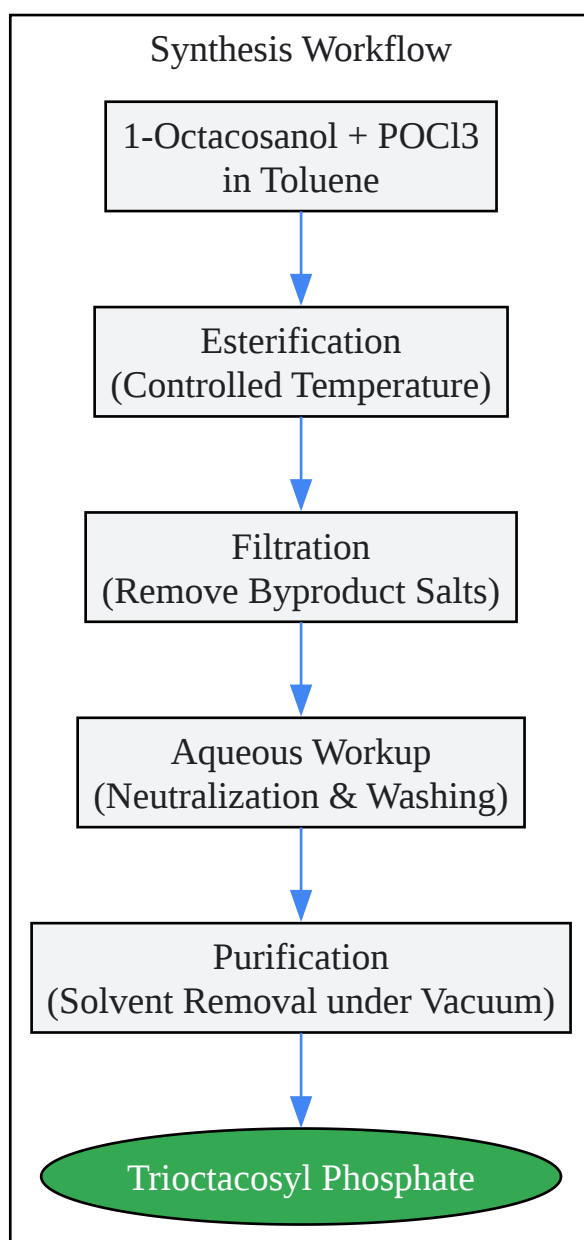 Synthesis Workflow
1-Octacosanol + POCl3
in Toluene
Esterification
(Controlled Temperature)
Filtration
(Remove Byproduct Salts)
Aqueous Workup
(Neutralization & Washing)
Purification
(Solvent Removal under Vacuum)
Trioctacosyl Phosphate